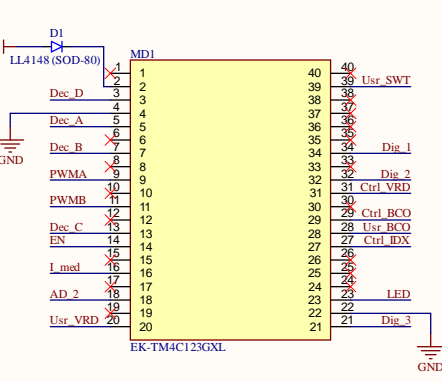 D1
LL4148 (SOD-80)
MD1
1 1 40 40
2 2 39 39 Usr_SWT
Dec_D 3 3 38 38
4 4 37 37
Dec_A 5 5 36 36
6 6 35 35
Dec_B 7 7 34 34 Dig_1
GND
8 8 33 33
PWMA 9 9 32 32 Dig_2
10 10 31 31 Ctrl_VRD
PWMB 11 11 30 30
12 12 29 29 Ctrl_BCO
Dec_C 13 13 28 28 Usr_BCO
EN 14 14 27 27 Ctrl_IDX
15 15 26 26
I_med 16 16 25 25
17 17 24 24
AD_2 18 18 23 23 LED
19 19 22 22
Usr_VRD 20 20 21 21 Dig_3
EK-TM4C123GXL
GND